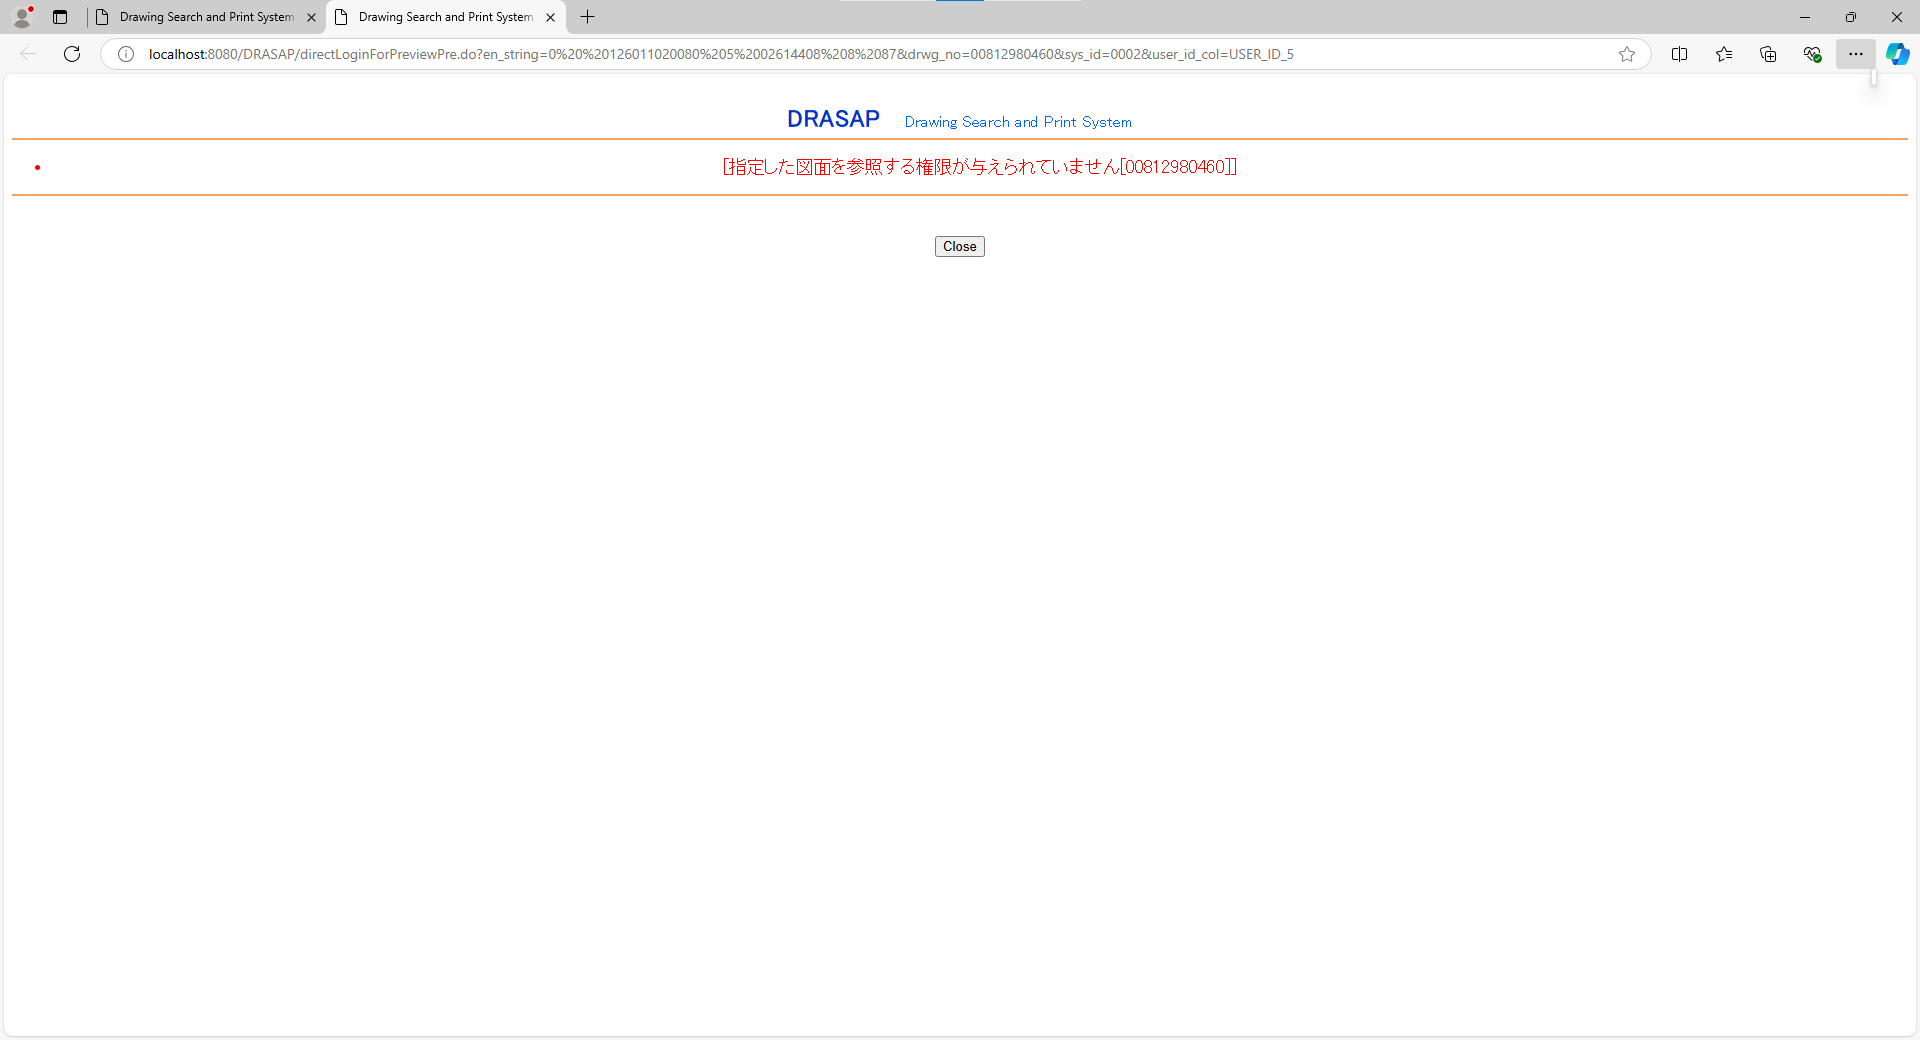 Drawing Search and Print System
Drawing Search and Print System
localhost:8080/DRASAP/directLoginForPreviewPre.do?en_string=0%20%20126011020080%205%2002614408%208%2087&drwg_no=00812980460&sys_id=0002&user_id_col=USER_ID_5
DRASAP Drawing Search and Print System
[指定した図面を参照する権限が与えられていません[00812980460]]
Close